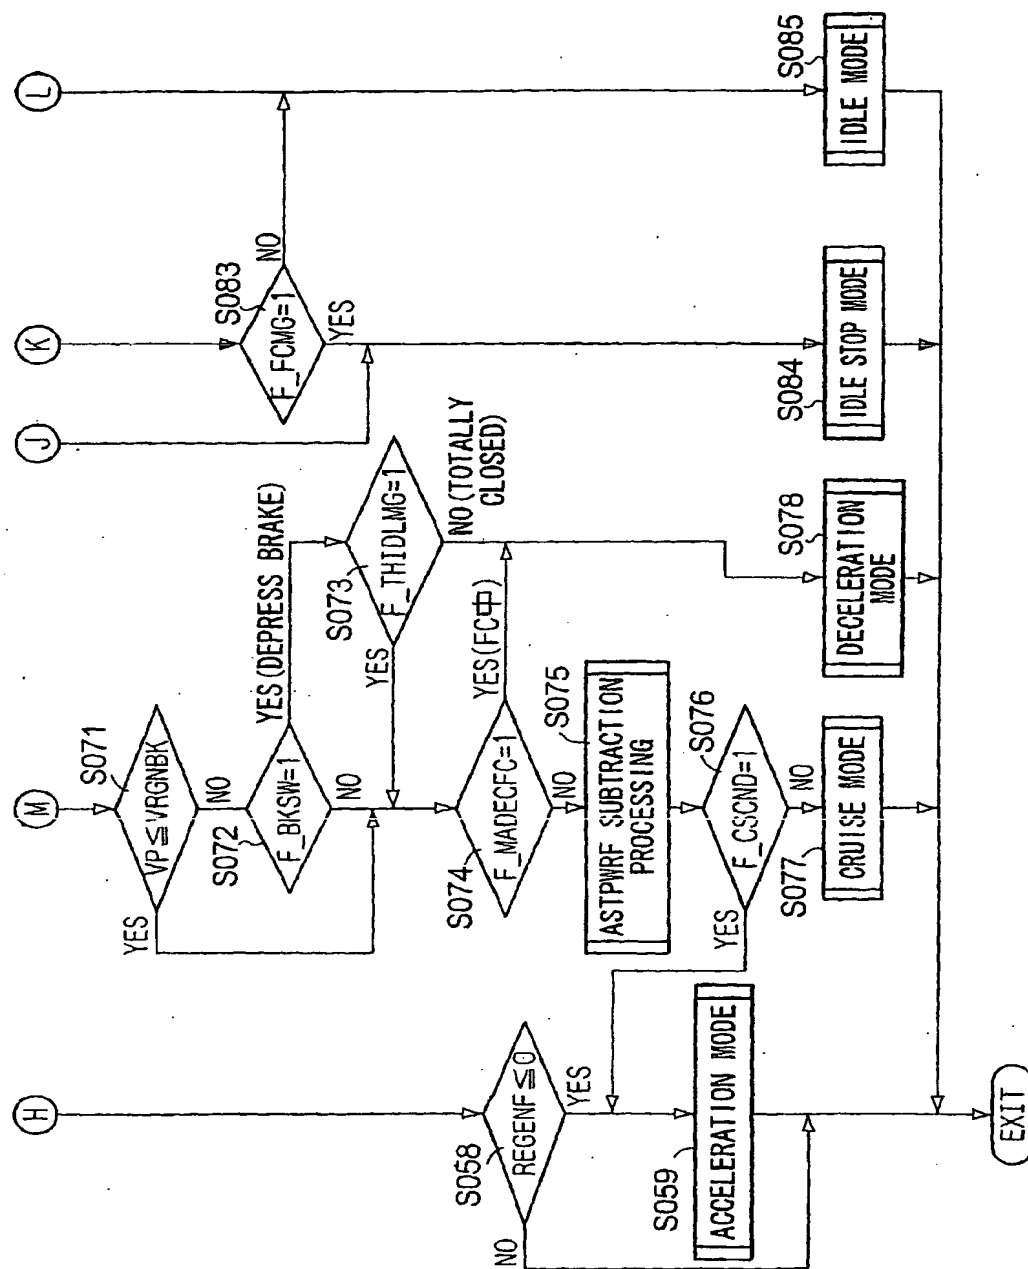 H
M
J
K
L
S058
REGENF≦0
NO
YES
S059
ACCELERATION MODE
S071
VP≦VRGNBK
YES
NO
S072
F_BKSW=1
YES(DEPRESS BRAKE)
NO
S073
F_THIDLMG=1
YES
NO(TOTALLY
CLOSED)
S074
F_MADECFC=1
YES(FC中)
NO
S075
ASTPWRF SUBTRACTION
PROCESSING
S076
F_CSCND=1
YES
NO
S077
CRUISE MODE
S078
DECELERATION
MODE
S083
F_FCMG=1
NO
YES
S084
IDLE STOP MODE
S085
IDLE MODE
EXIT